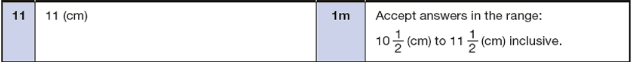 11 11 (cm) 1m Accept answers in the range:
10 1/2 (cm) to 11 1/2 (cm) inclusive.